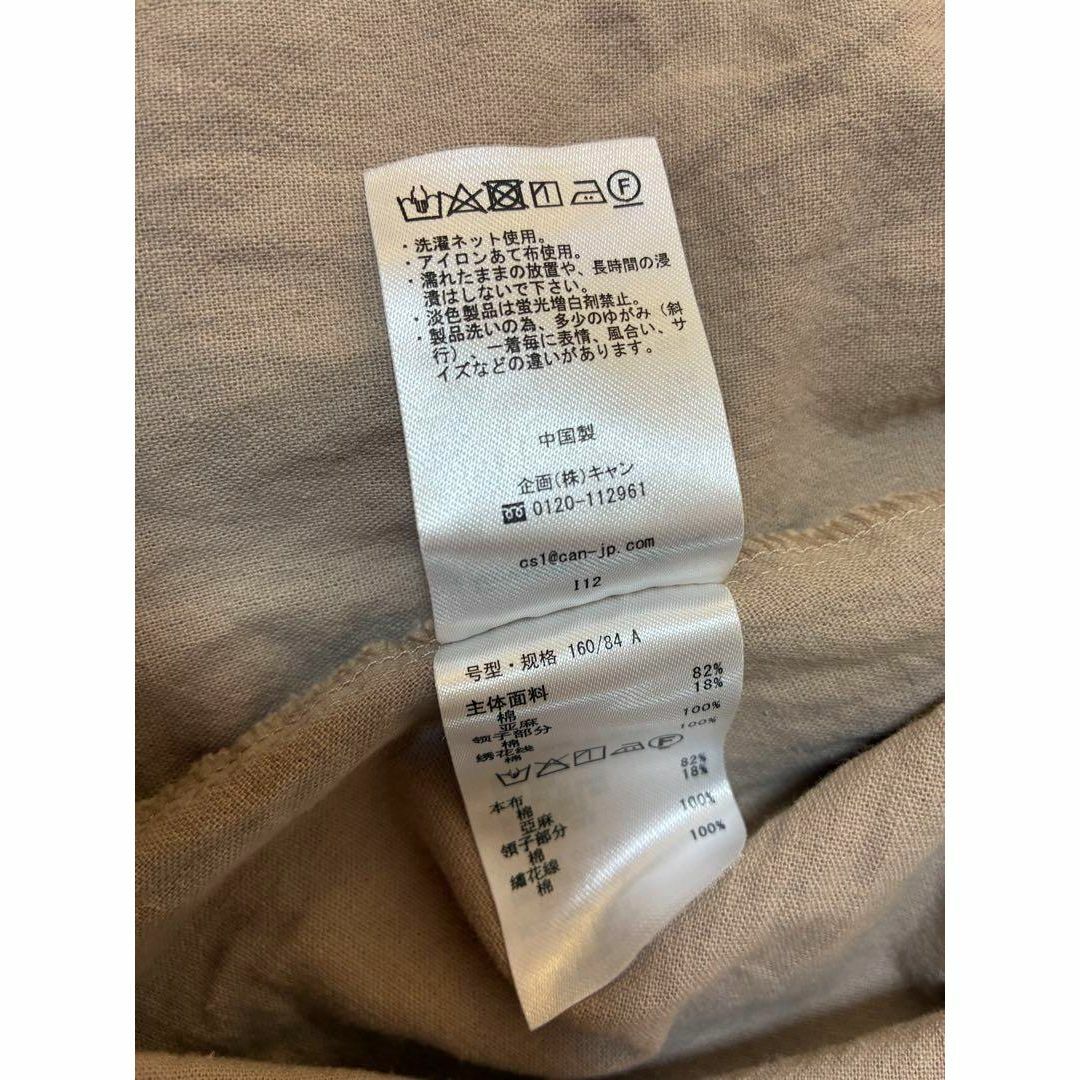 ・洗濯ネット使用。
・アイロンあて布使用。
・濡れたままの放置や、長時間の浸
漬はしないで下さい。
・淡色製品は蛍光増白剤禁止。
・製品洗いの為、多少のゆがみ（斜
行）、一着毎に表情、風合い、サ
イズなどの違いがあります。
中国製
企画(株)キャン
0120-112961
cs1@can-jp.com
I12
号型・规格 160/84 A
主体面料
棉 82%
亚麻 18%
领子部分
棉 100%
绣花线
棉 100%
F
本布
棉 82%
亞麻 18%
領子部分
棉 100%
繡花線
棉 100%